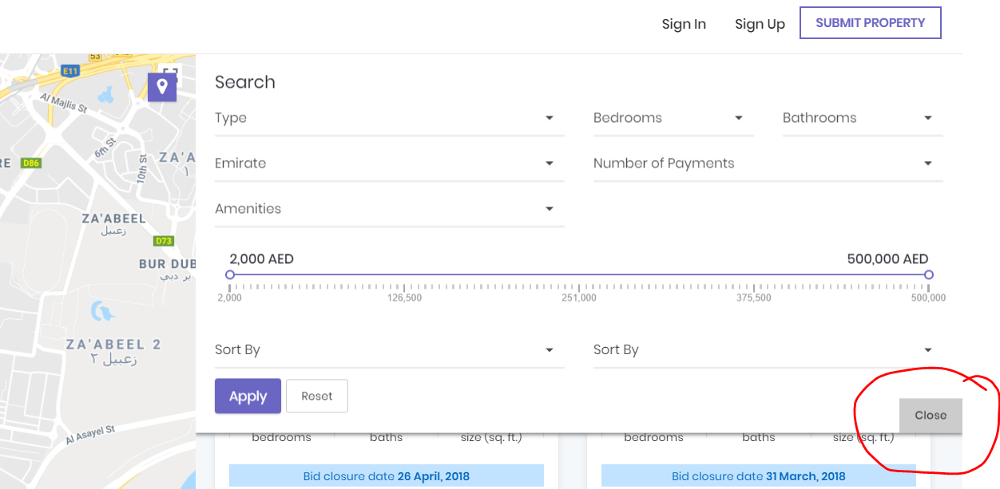 Sign In Sign Up SUBMIT PROPERTY
53
E11
Al Majlis St
Search
Type Bedrooms Bathrooms
6th St
10th St
ZA'A
RE D86
Emirate Number of Payments
Amenities
ZA'ABEEL
زعبيل
D73
BUR DUB
بر دبي
2,000 AED 500,000 AED
2,000 126,500 251,000 375,500 500,000
ZA'ABEEL 2
زعبيل ٢
Sort By Sort By
Apply Reset
Close
Al Asayel St
bedrooms baths size (sq. ft.) bedrooms baths size (sq. ft.)
Bid closure date 26 April, 2018 Bid closure date 31 March, 2018